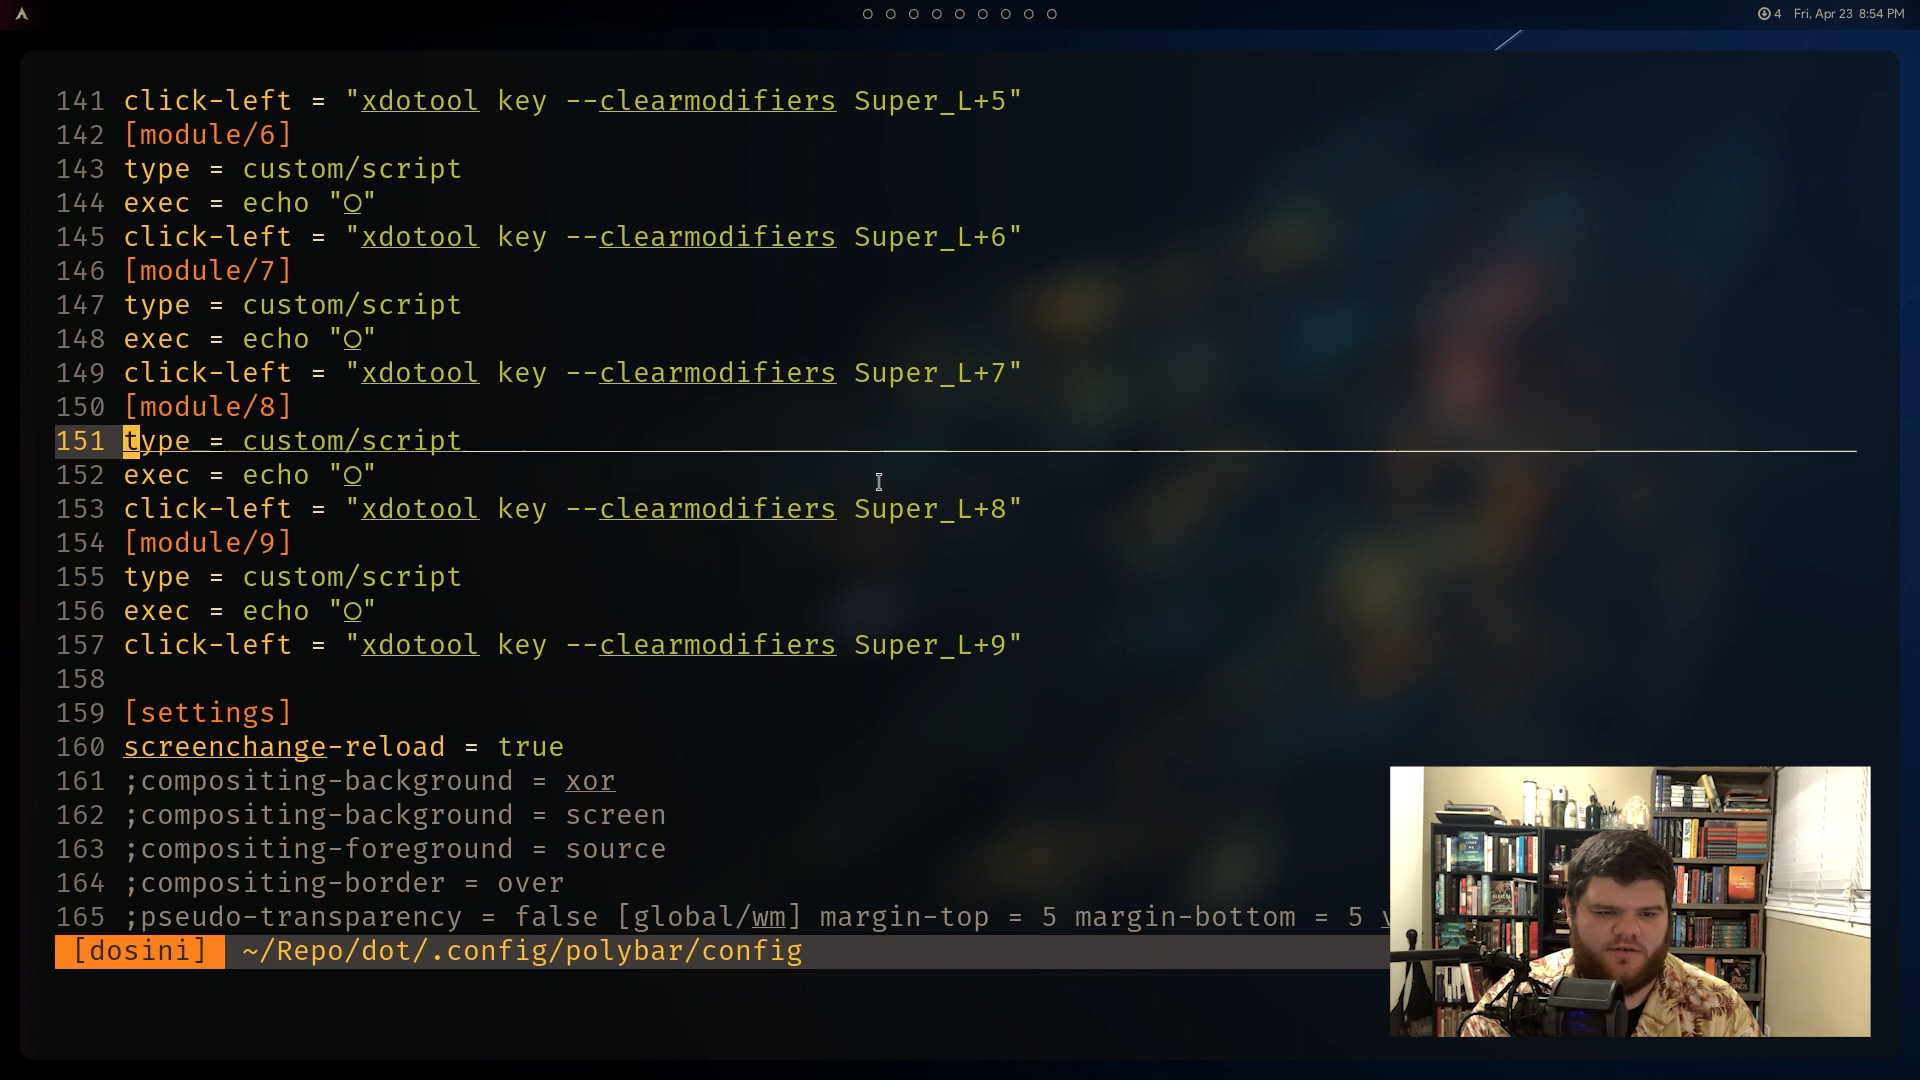 4 Fri, Apr 23 8:54 PM
141 click-left = "xdotool key --clearmodifiers Super_L+5"
142 [module/6]
143 type = custom/script
144 exec = echo "○"
145 click-left = "xdotool key --clearmodifiers Super_L+6"
146 [module/7]
147 type = custom/script
148 exec = echo "○"
149 click-left = "xdotool key --clearmodifiers Super_L+7"
150 [module/8]
151 type = custom/script
152 exec = echo "○"
153 click-left = "xdotool key --clearmodifiers Super_L+8"
154 [module/9]
155 type = custom/script
156 exec = echo "○"
157 click-left = "xdotool key --clearmodifiers Super_L+9"
158
159 [settings]
160 screenchange-reload = true
161 ;compositing-background = xor
162 ;compositing-background = screen
163 ;compositing-foreground = source
164 ;compositing-border = over
165 ;pseudo-transparency = false [global/wm] margin-top = 5 margin-bottom = 5
[dosini] ~/Repo/dot/.config/polybar/config